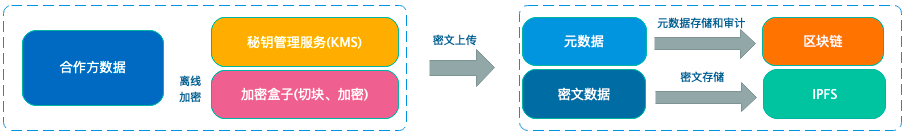 合作方数据
离线
加密
秘钥管理服务(KMS)
加密盒子(切块、加密)
密文上传
元数据
密文数据
元数据存储和审计
密文存储
区块链
IPFS